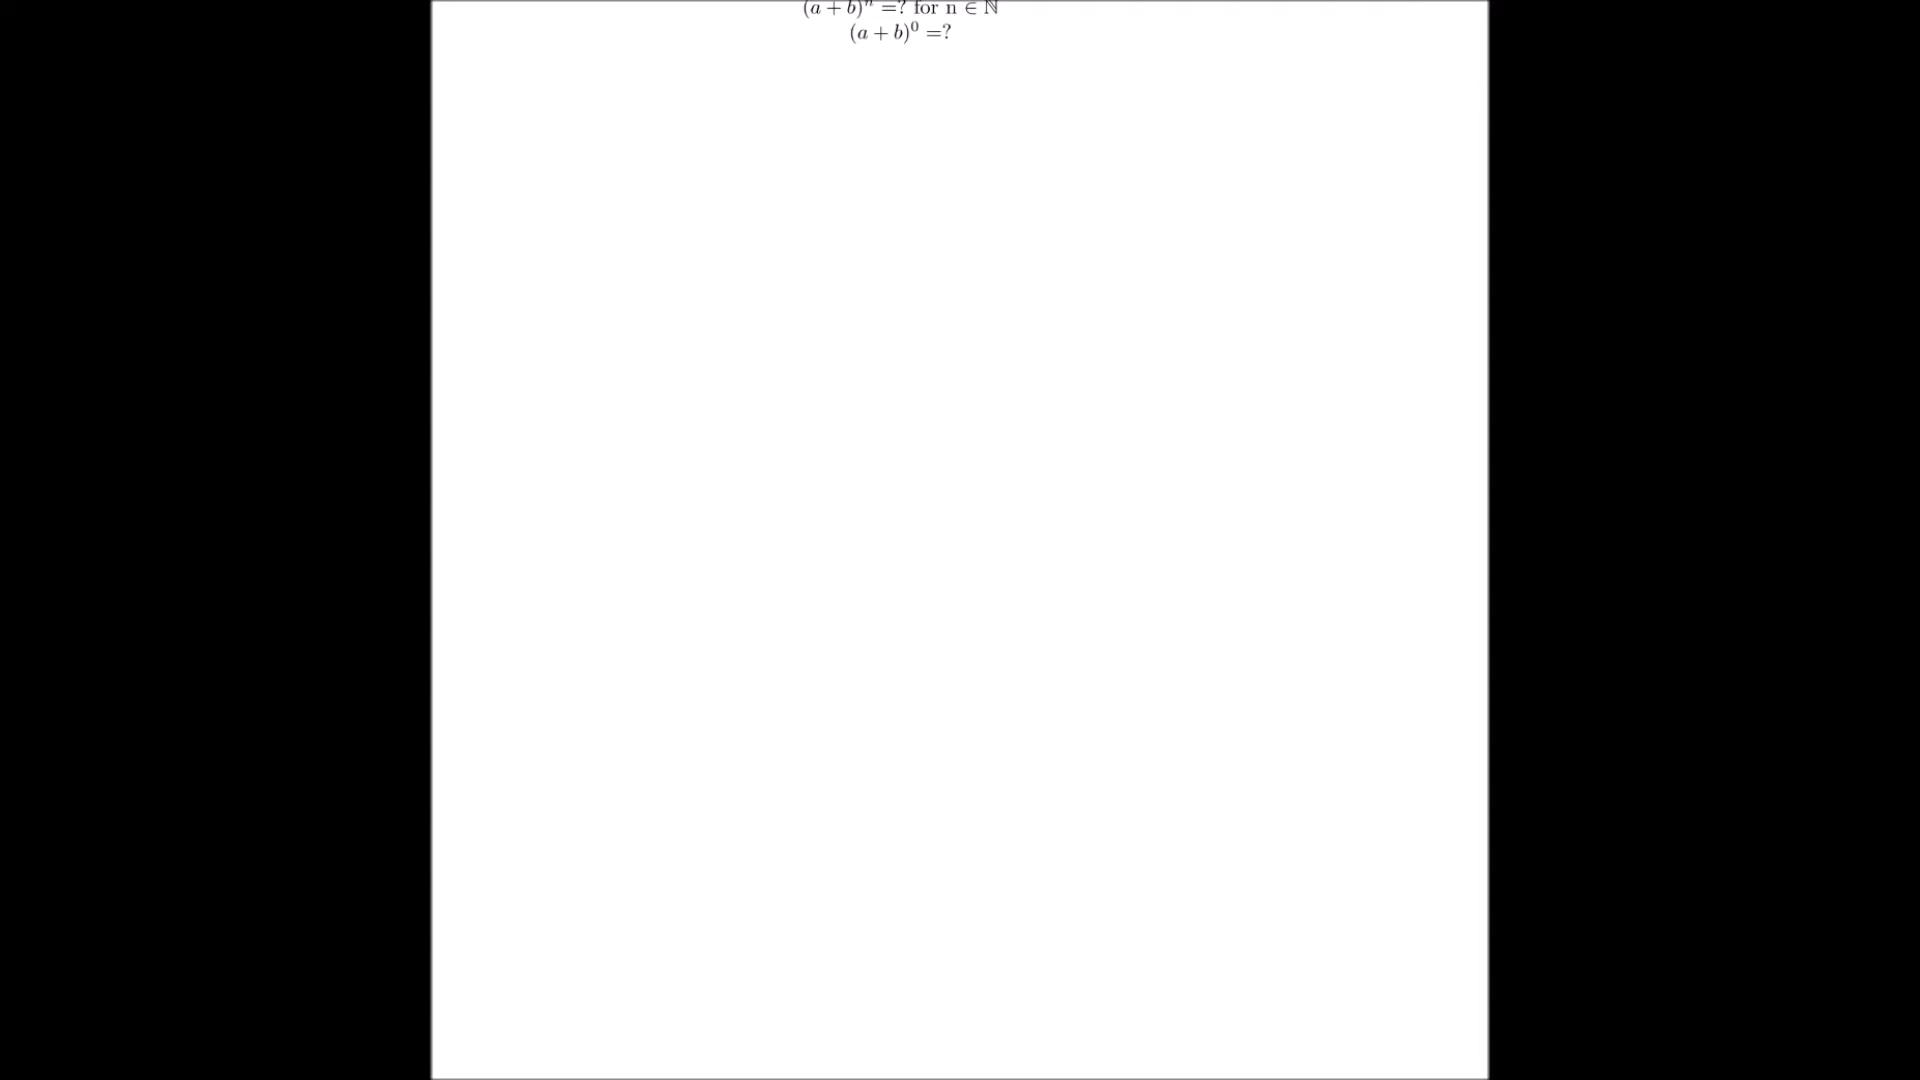 (a + b)ⁿ =? for n ∈ ℕ
(a + b)⁰ =?